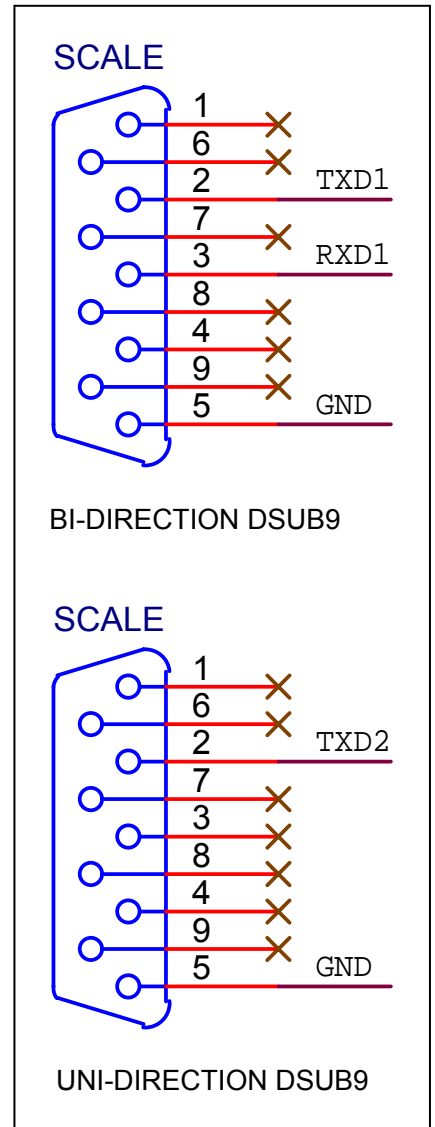 SCALE
1
6
2 TXD1
7
3 RXD1
8
4
9
5 GND
BI-DIRECTION DSUB9
SCALE
1
6
2 TXD2
7
3
8
4
9
5 GND
UNI-DIRECTION DSUB9